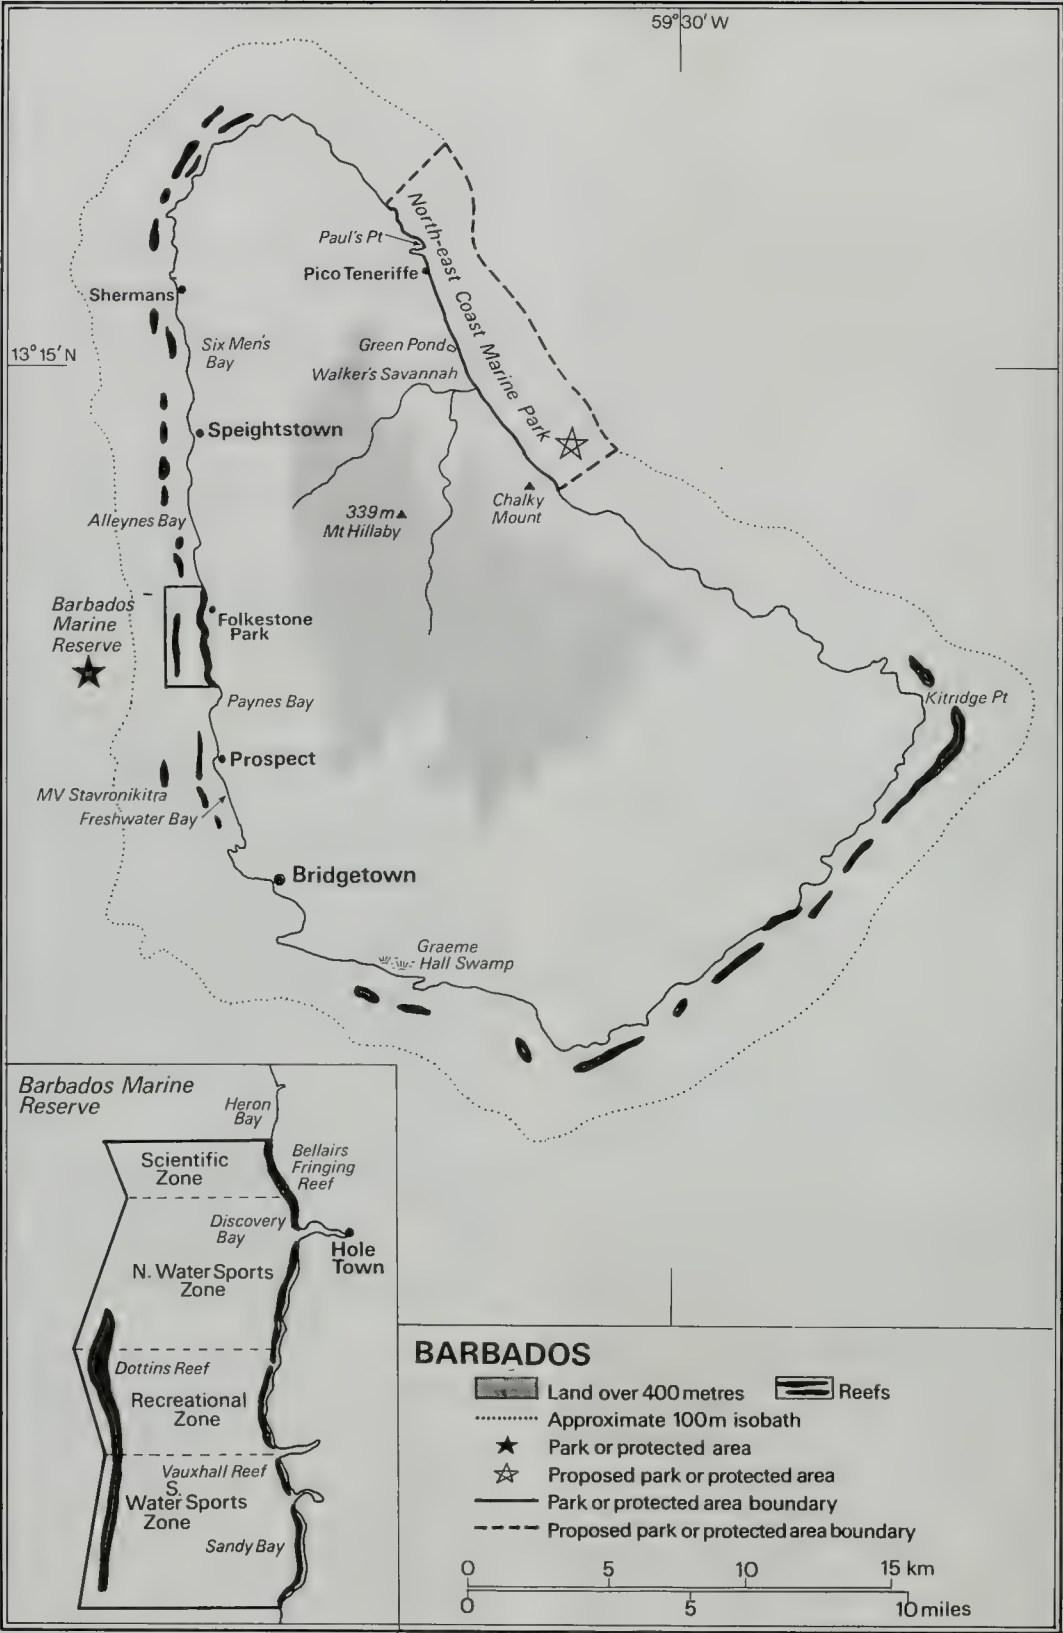 59°30′ W
North-east Coast Marine Park
Paul's Pt
Pico Teneriffe
Shermans
Six Men's
Bay
Green Pond
13°15′ N
Walker's Savannah
Speightstown
Chalky
Mount
339m
Mt Hillaby
Alleynes Bay
Barbados
Marine
Reserve
Folkestone
Park
Kitridge Pt
Paynes Bay
Prospect
MV Stavronikitra
Freshwater Bay
Bridgetown
Graeme
Hall Swamp
Barbados Marine
Reserve
Heron
Bay
Scientific
Zone
Bellairs
Fringing
Reef
Discovery
Bay
Hole
Town
N. Water Sports
Zone
Dottins Reef
Recreational
Zone
Vauxhall Reef
S.
Water Sports
Zone
Sandy Bay
BARBADOS
Land over 400 metres
Reefs
Approximate 100m isobath
Park or protected area
Proposed park or protected area
Park or protected area boundary
Proposed park or protected area boundary
0 5 10 15 km
0 5 10 miles